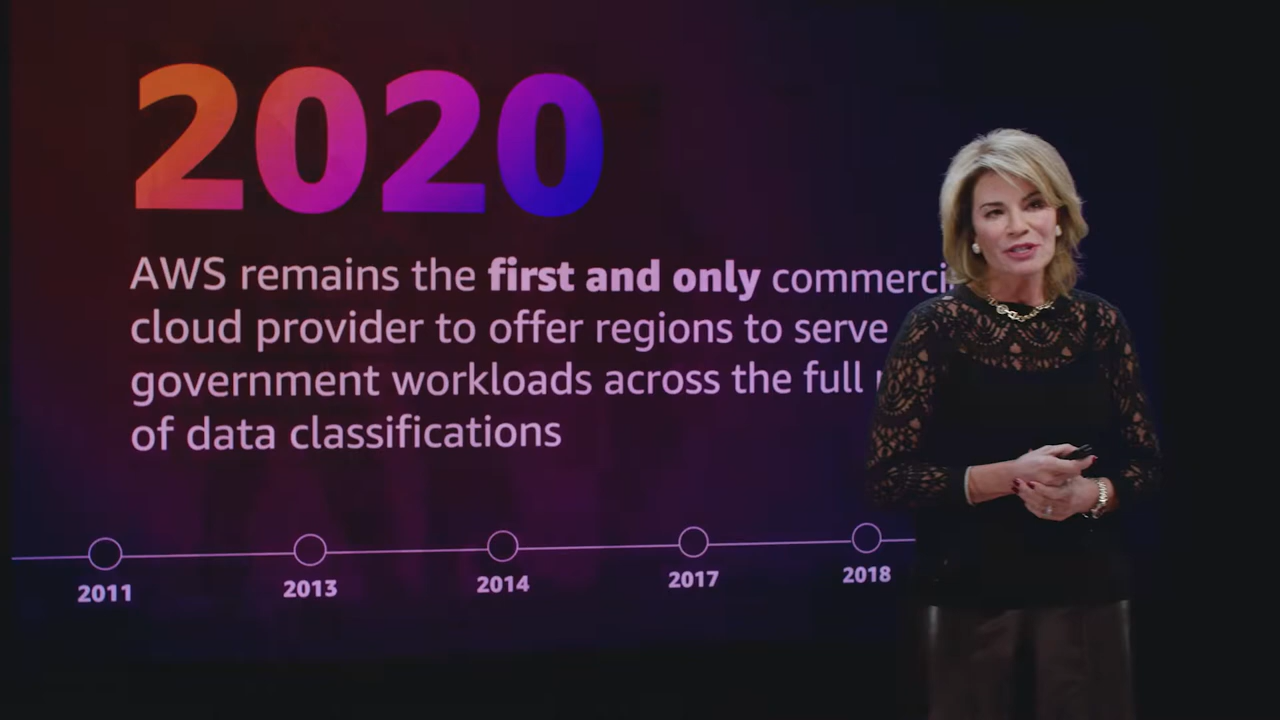 2020
AWS remains the first and only
cloud provider to offer regions to serve
government workloads across the full
of data classifications
2011 2013 2014 2017 2018